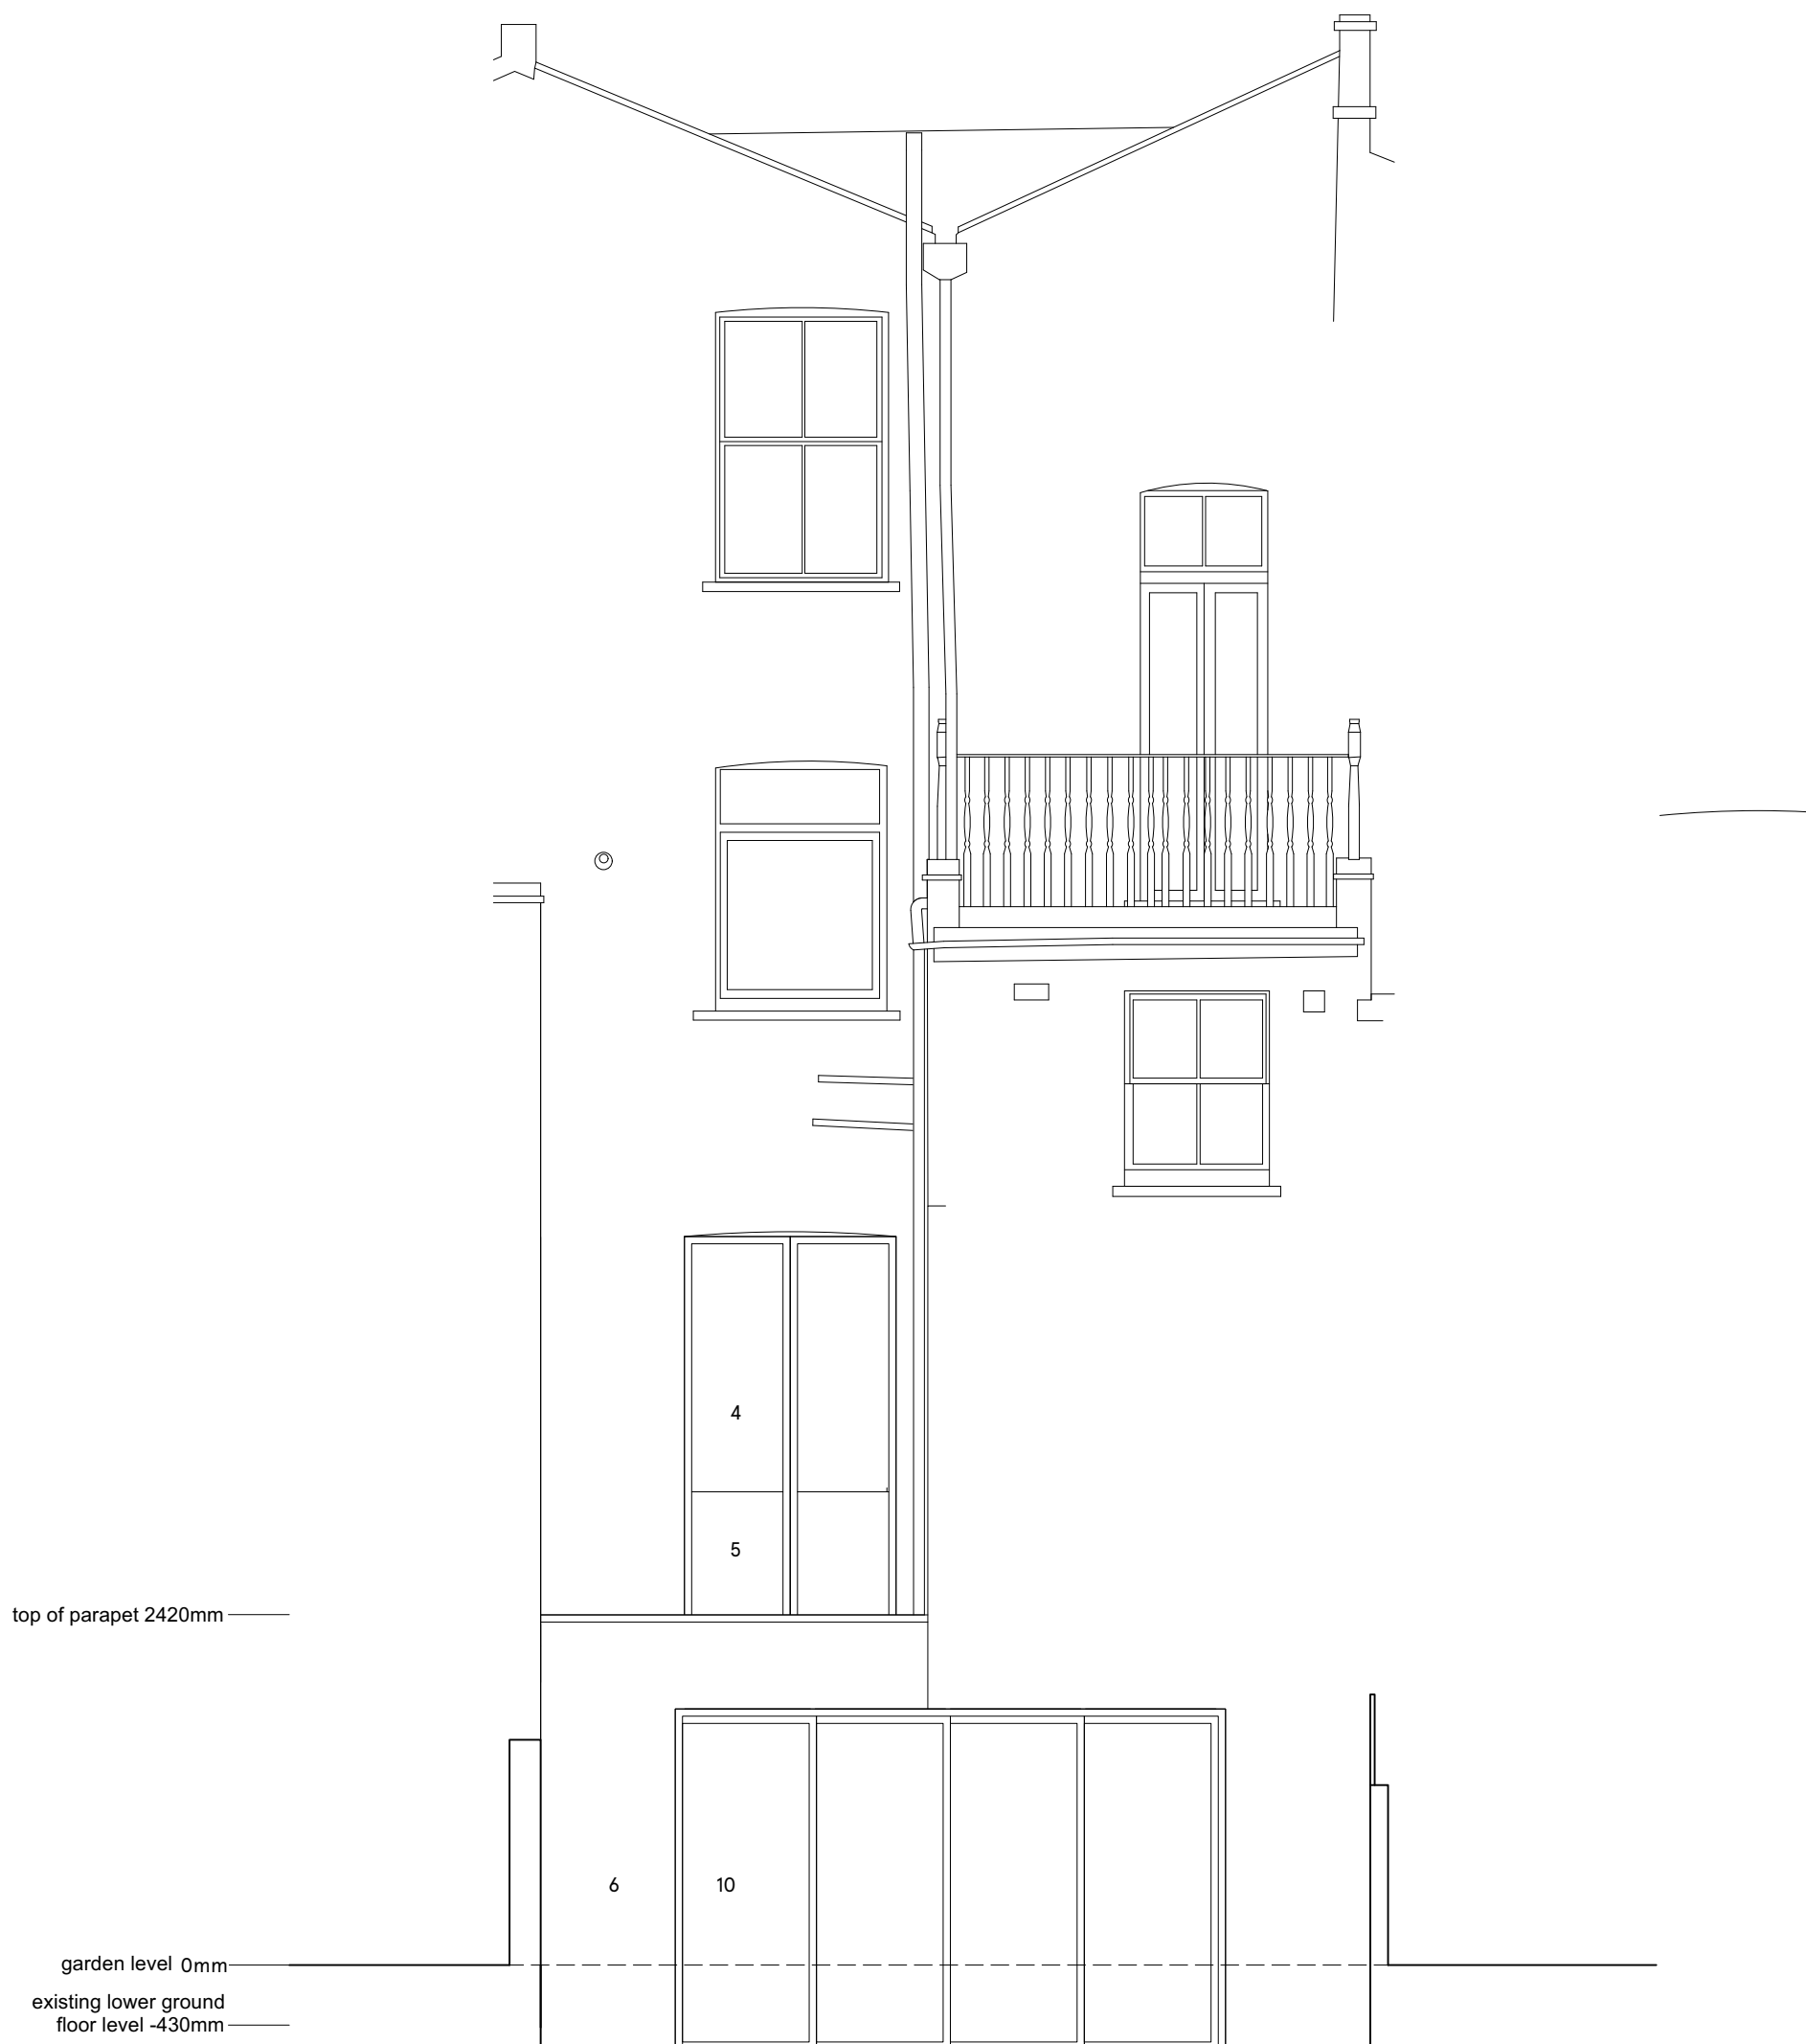 4
5
top of parapet 2420mm
6 10
garden level 0mm
existing lower ground
floor level -430mm